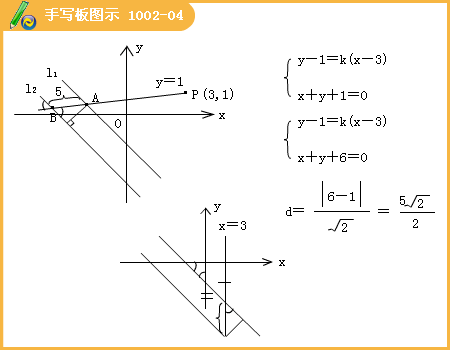 手写板图示 1002-04
y
l₁
l₂
5
A
y=1
P(3,1)
B
O
x
y-1=k(x-3)
x+y+1=0
y-1=k(x-3)
x+y+6=0
d= |6-1|/√2 = 5√2/2
y
x=3
x